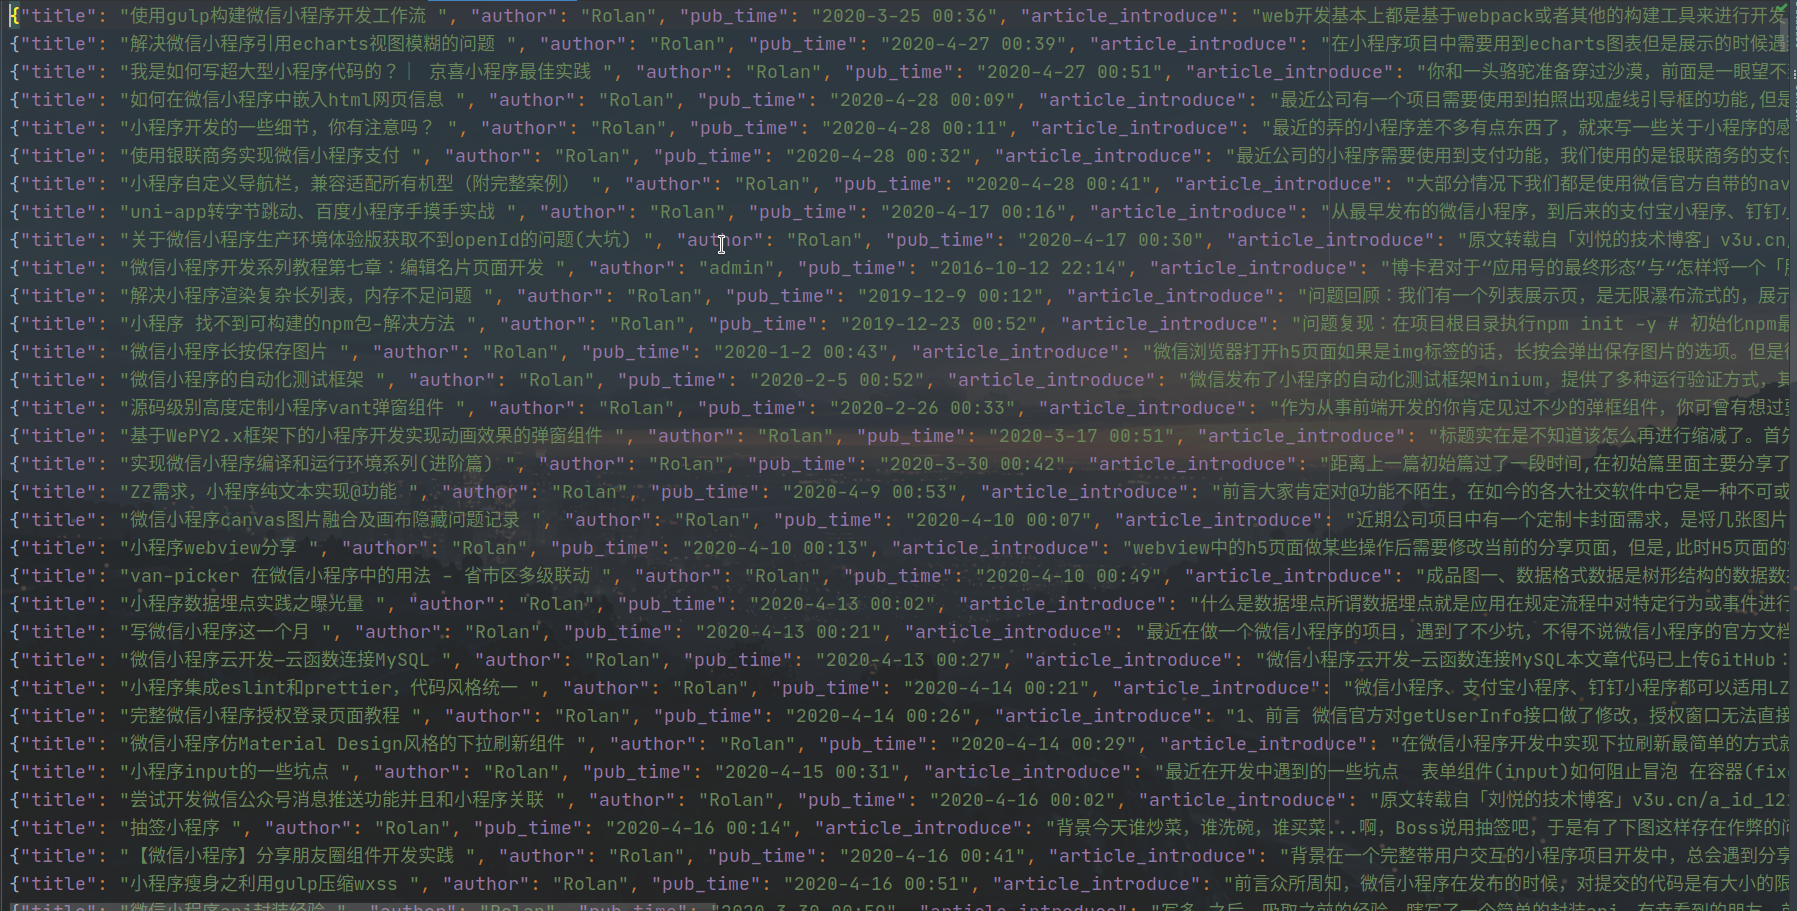 {"title": "使用gulp构建微信小程序开发工作流 ", "author": "Rolan", "pub_time": "2020-3-25 00:36", "article_introduce": "web开发基本上都是基于webpack或者其他的构建工具来进行开发
{"title": "解决微信小程序引用echarts视图模糊的问题 ", "author": "Rolan", "pub_time": "2020-4-27 00:39", "article_introduce": "在小程序项目中需要用到echarts图表但是展示的时候遇
{"title": "我是如何写超大型小程序代码的？｜ 京喜小程序最佳实践 ", "author": "Rolan", "pub_time": "2020-4-27 00:51", "article_introduce": "你和一头骆驼准备穿过沙漠，前面是一眼望不
{"title": "如何在微信小程序中嵌入html网页信息 ", "author": "Rolan", "pub_time": "2020-4-28 00:09", "article_introduce": "最近公司有一个项目需要使用到拍照出现虚线引导框的功能,但是
{"title": "小程序开发的一些细节，你有注意吗？ ", "author": "Rolan", "pub_time": "2020-4-28 00:11", "article_introduce": "最近的弄的小程序差不多有点东西了，就来写一些关于小程序的感
{"title": "使用银联商务实现微信小程序支付 ", "author": "Rolan", "pub_time": "2020-4-28 00:32", "article_introduce": "最近公司的小程序需要使用到支付功能，我们使用的是银联商务的支付
{"title": "小程序自定义导航栏，兼容适配所有机型（附完整案例） ", "author": "Rolan", "pub_time": "2020-4-28 00:41", "article_introduce": "大部分情况下我们都是使用微信官方自带的nav
{"title": "uni-app转字节跳动、百度小程序手摸手实战 ", "author": "Rolan", "pub_time": "2020-4-17 00:16", "article_introduce": "从最早发布的微信小程序，到后来的支付宝小程序、钉钉小
{"title": "关于微信小程序生产环境体验版获取不到openId的问题(大坑) ", "author": "Rolan", "pub_time": "2020-4-17 00:30", "article_introduce": "原文转载自「刘悦的技术博客」v3u.cn/
{"title": "微信小程序开发系列教程第七章：编辑名片页面开发 ", "author": "admin", "pub_time": "2016-10-12 22:14", "article_introduce": "博卡君对于“应用号的最终形态”与“怎样将一个「服
{"title": "解决小程序渲染复杂长列表，内存不足问题 ", "author": "Rolan", "pub_time": "2019-12-9 00:12", "article_introduce": "问题回顾：我们有一个列表展示页，是无限瀑布流式的，展示
{"title": "小程序 找不到可构建的npm包-解决方法 ", "author": "Rolan", "pub_time": "2019-12-23 00:52", "article_introduce": "问题复现：在项目根目录执行npm init -y # 初始化npm最
{"title": "微信小程序长按保存图片 ", "author": "Rolan", "pub_time": "2020-1-2 00:43", "article_introduce": "微信浏览器打开h5页面如果是img标签的话，长按会弹出保存图片的选项。但是很
{"title": "微信小程序的自动化测试框架 ", "author": "Rolan", "pub_time": "2020-2-5 00:52", "article_introduce": "微信发布了小程序的自动化测试框架Minium，提供了多种运行验证方式，其
{"title": "源码级别高度定制小程序vant弹窗组件 ", "author": "Rolan", "pub_time": "2020-2-26 00:33", "article_introduce": "作为从事前端开发的你肯定见过不少的弹框组件，你可曾有想过要
{"title": "基于WePY2.x框架下的小程序开发实现动画效果的弹窗组件 ", "author": "Rolan", "pub_time": "2020-3-17 00:51", "article_introduce": "标题实在是不知道该怎么再进行缩减了。首先
{"title": "实现微信小程序编译和运行环境系列(进阶篇) ", "author": "Rolan", "pub_time": "2020-3-30 00:42", "article_introduce": "距离上一篇初始篇过了一段时间,在初始篇里面主要分享了
{"title": "ZZ需求，小程序纯文本实现@功能 ", "author": "Rolan", "pub_time": "2020-4-9 00:53", "article_introduce": "前言大家肯定对@功能不陌生，在如今的各大社交软件中它是一种不可或
{"title": "微信小程序canvas图片融合及画布隐藏问题记录 ", "author": "Rolan", "pub_time": "2020-4-10 00:07", "article_introduce": "近期公司项目中有一个定制卡封面需求，是将几张图片
{"title": "小程序webview分享 ", "author": "Rolan", "pub_time": "2020-4-10 00:13", "article_introduce": "webview中的h5页面做某些操作后需要修改当前的分享页面，但是,此时H5页面的
{"title": "van-picker 在微信小程序中的用法 – 省市区多级联动 ", "author": "Rolan", "pub_time": "2020-4-10 00:49", "article_introduce": "成品图一、数据格式数据是树形结构的数据数
{"title": "小程序数据埋点实践之曝光量 ", "author": "Rolan", "pub_time": "2020-4-13 00:02", "article_introduce": "什么是数据埋点所谓数据埋点就是应用在规定流程中对特定行为或事件进行
{"title": "写微信小程序这一个月 ", "author": "Rolan", "pub_time": "2020-4-13 00:21", "article_introduce": "最近在做一个微信小程序的项目，遇到了不少坑，不得不说微信小程序的官方文档
{"title": "微信小程序云开发—云函数连接MySQL ", "author": "Rolan", "pub_time": "2020-4-13 00:27", "article_introduce": "微信小程序云开发—云函数连接MySQL本文章代码已上传GitHub：
{"title": "小程序集成eslint和prettier，代码风格统一 ", "author": "Rolan", "pub_time": "2020-4-14 00:21", "article_introduce": "微信小程序、支付宝小程序、钉钉小程序都可以适用LZ
{"title": "完整微信小程序授权登录页面教程 ", "author": "Rolan", "pub_time": "2020-4-14 00:26", "article_introduce": "1、前言 微信官方对getUserInfo接口做了修改，授权窗口无法直接
{"title": "微信小程序仿Material Design风格的下拉刷新组件 ", "author": "Rolan", "pub_time": "2020-4-14 00:29", "article_introduce": "在微信小程序开发中实现下拉刷新最简单的方式就
{"title": "小程序input的一些坑点 ", "author": "Rolan", "pub_time": "2020-4-15 00:31", "article_introduce": "最近在开发中遇到的一些坑点  表单组件(input)如何阻止冒泡 在容器(fixe
{"title": "尝试开发微信公众号消息推送功能并且和小程序关联 ", "author": "Rolan", "pub_time": "2020-4-16 00:02", "article_introduce": "原文转载自「刘悦的技术博客」v3u.cn/a_id_12
{"title": "抽签小程序 ", "author": "Rolan", "pub_time": "2020-4-16 00:14", "article_introduce": "背景今天谁炒菜，谁洗碗，谁买菜...啊，Boss说用抽签吧，于是有了下图这样存在作弊的问
{"title": "【微信小程序】分享朋友圈组件开发实践 ", "author": "Rolan", "pub_time": "2020-4-16 00:41", "article_introduce": "背景在一个完整带用户交互的小程序项目开发中，总会遇到分享
{"title": "小程序瘦身之利用gulp压缩wxss ", "author": "Rolan", "pub_time": "2020-4-16 00:51", "article_introduce": "前言众所周知，微信小程序在发布的时候，对提交的代码是有大小的限
{"title": "微信小程序api封装经验 ", "author": "Rolan", "pub_time": "2020-3-30 00:59", "article_introduce":